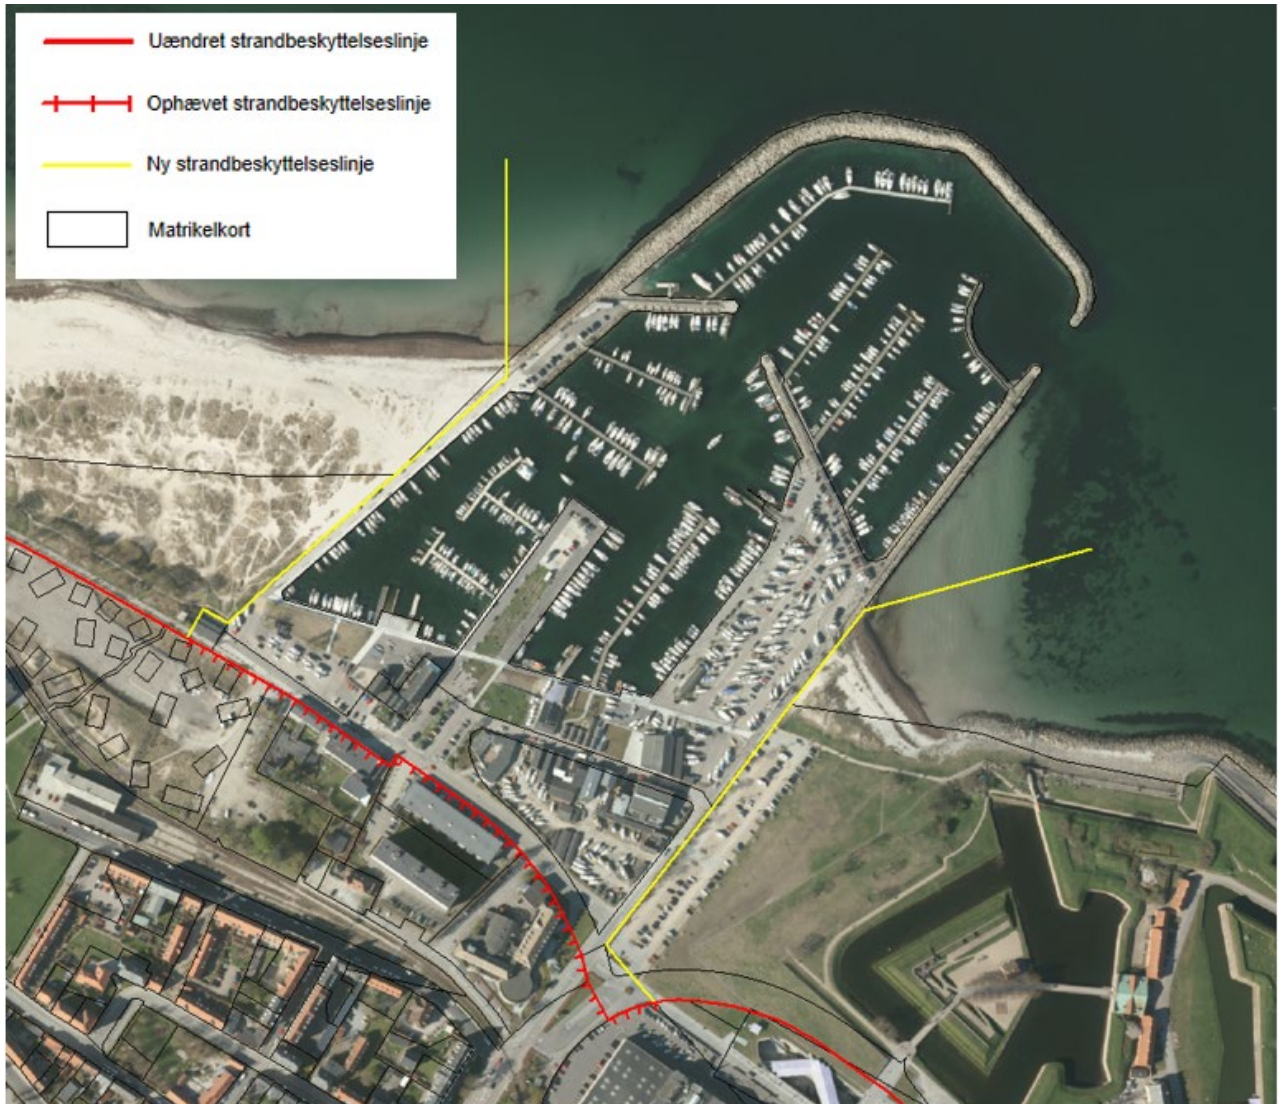 Uændret strandbeskyttelseslinje
Ophævet strandbeskyttelseslinje
Ny strandbeskyttelseslinje
Matrikelkort